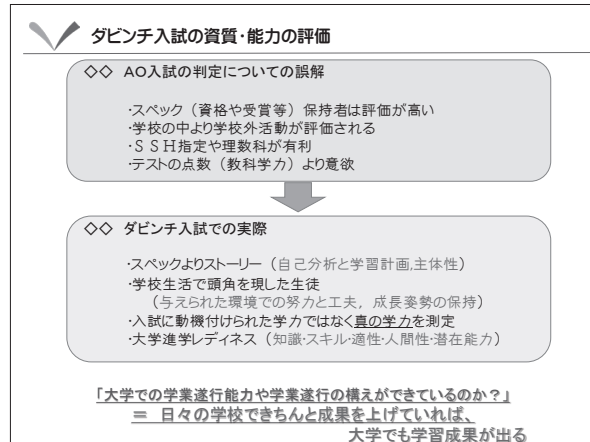 ダビンチ入試の資質・能力の評価
◇◇ AO入試の判定についての誤解
・スペック（資格や受賞等）保持者は評価が高い
・学校の中より学校外活動が評価される
・ＳＳＨ指定や理数科が有利
・テストの点数（教科学力）より意欲
◇◇ ダビンチ入試での実際
・スペックよりストーリー（自己分析と学習計画,主体性）
・学校生活で頭角を現した生徒
（与えられた環境での努力と工夫，成長姿勢の保持）
・入試に動機付けられた学力ではなく真の学力を測定
・大学進学レディネス（知識・スキル・適性・人間性・潜在能力）
「大学での学業遂行能力や学業遂行の構えができているのか？」
＝ 日々の学校できちんと成果を上げていれば、
大学でも学習成果が出る